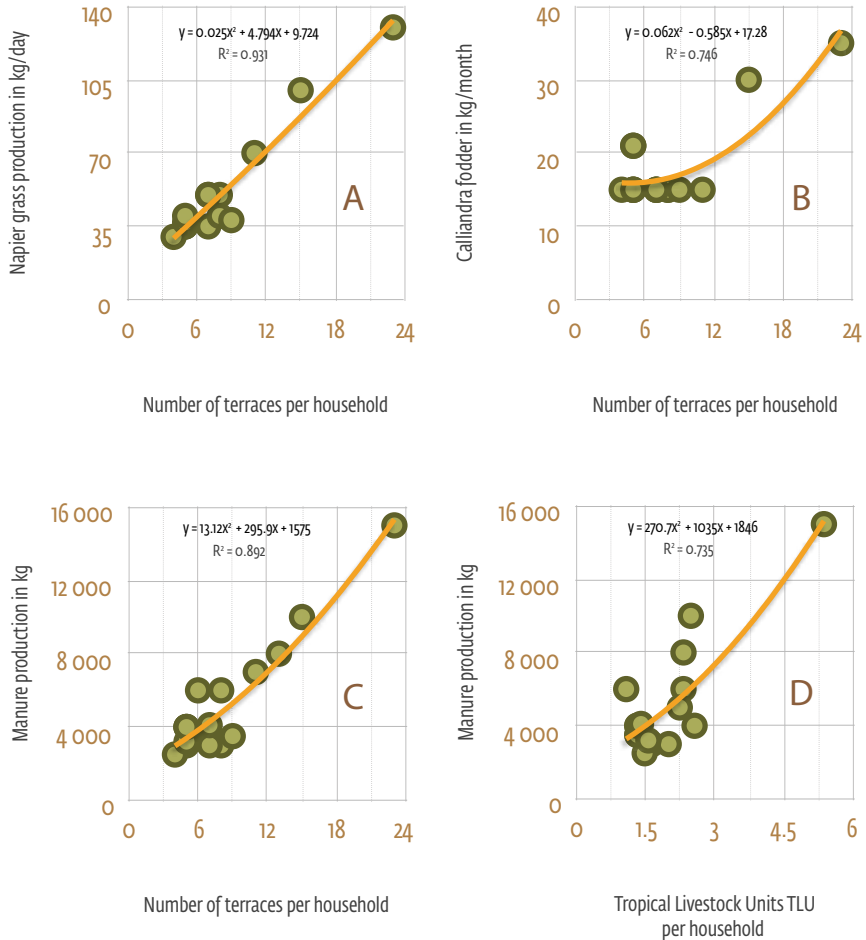 Napier grass production in kg/day
140
105
70
35
0
y = 0.025x² + 4.794x + 9.724
R² = 0.931
A
0 6 12 18 24
Number of terraces per household
Calliandra fodder in kg/month
40
30
20
10
0
y = 0.062x² - 0.585x + 17.28
R² = 0.746
B
0 6 12 18 24
Number of terraces per household
Manure production in kg
16 000
12 000
8 000
4 000
0
y = 13.12x² + 295.9x + 1575
R² = 0.892
C
0 6 12 18 24
Number of terraces per household
Manure production in kg
16 000
12 000
8 000
4 000
0
y = 270.7x² + 1035x + 1846
R² = 0.735
D
0 1.5 3 4.5 6
Tropical Livestock Units TLU
per household